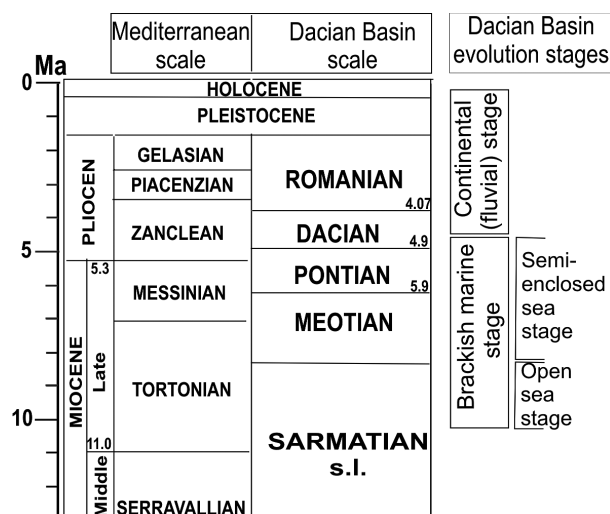 Mediterranean
scale
Dacian Basin
scale
Dacian Basin
evolution stages
Ma
0
5
10
HOLOCENE
PLEISTOCENE
PLIOCEN
MIOCENE
Late
Middle
5.3
11.0
GELASIAN
PIACENZIAN
ZANCLEAN
MESSINIAN
TORTONIAN
SERRAVALLIAN
ROMANIAN
4.07
DACIAN
4.9
PONTIAN
5.9
MEOTIAN
SARMATIAN
s.l.
Continental
(fluvial) stage
Brackish marine
stage
Semi-
enclosed
sea
stage
Open
sea
stage